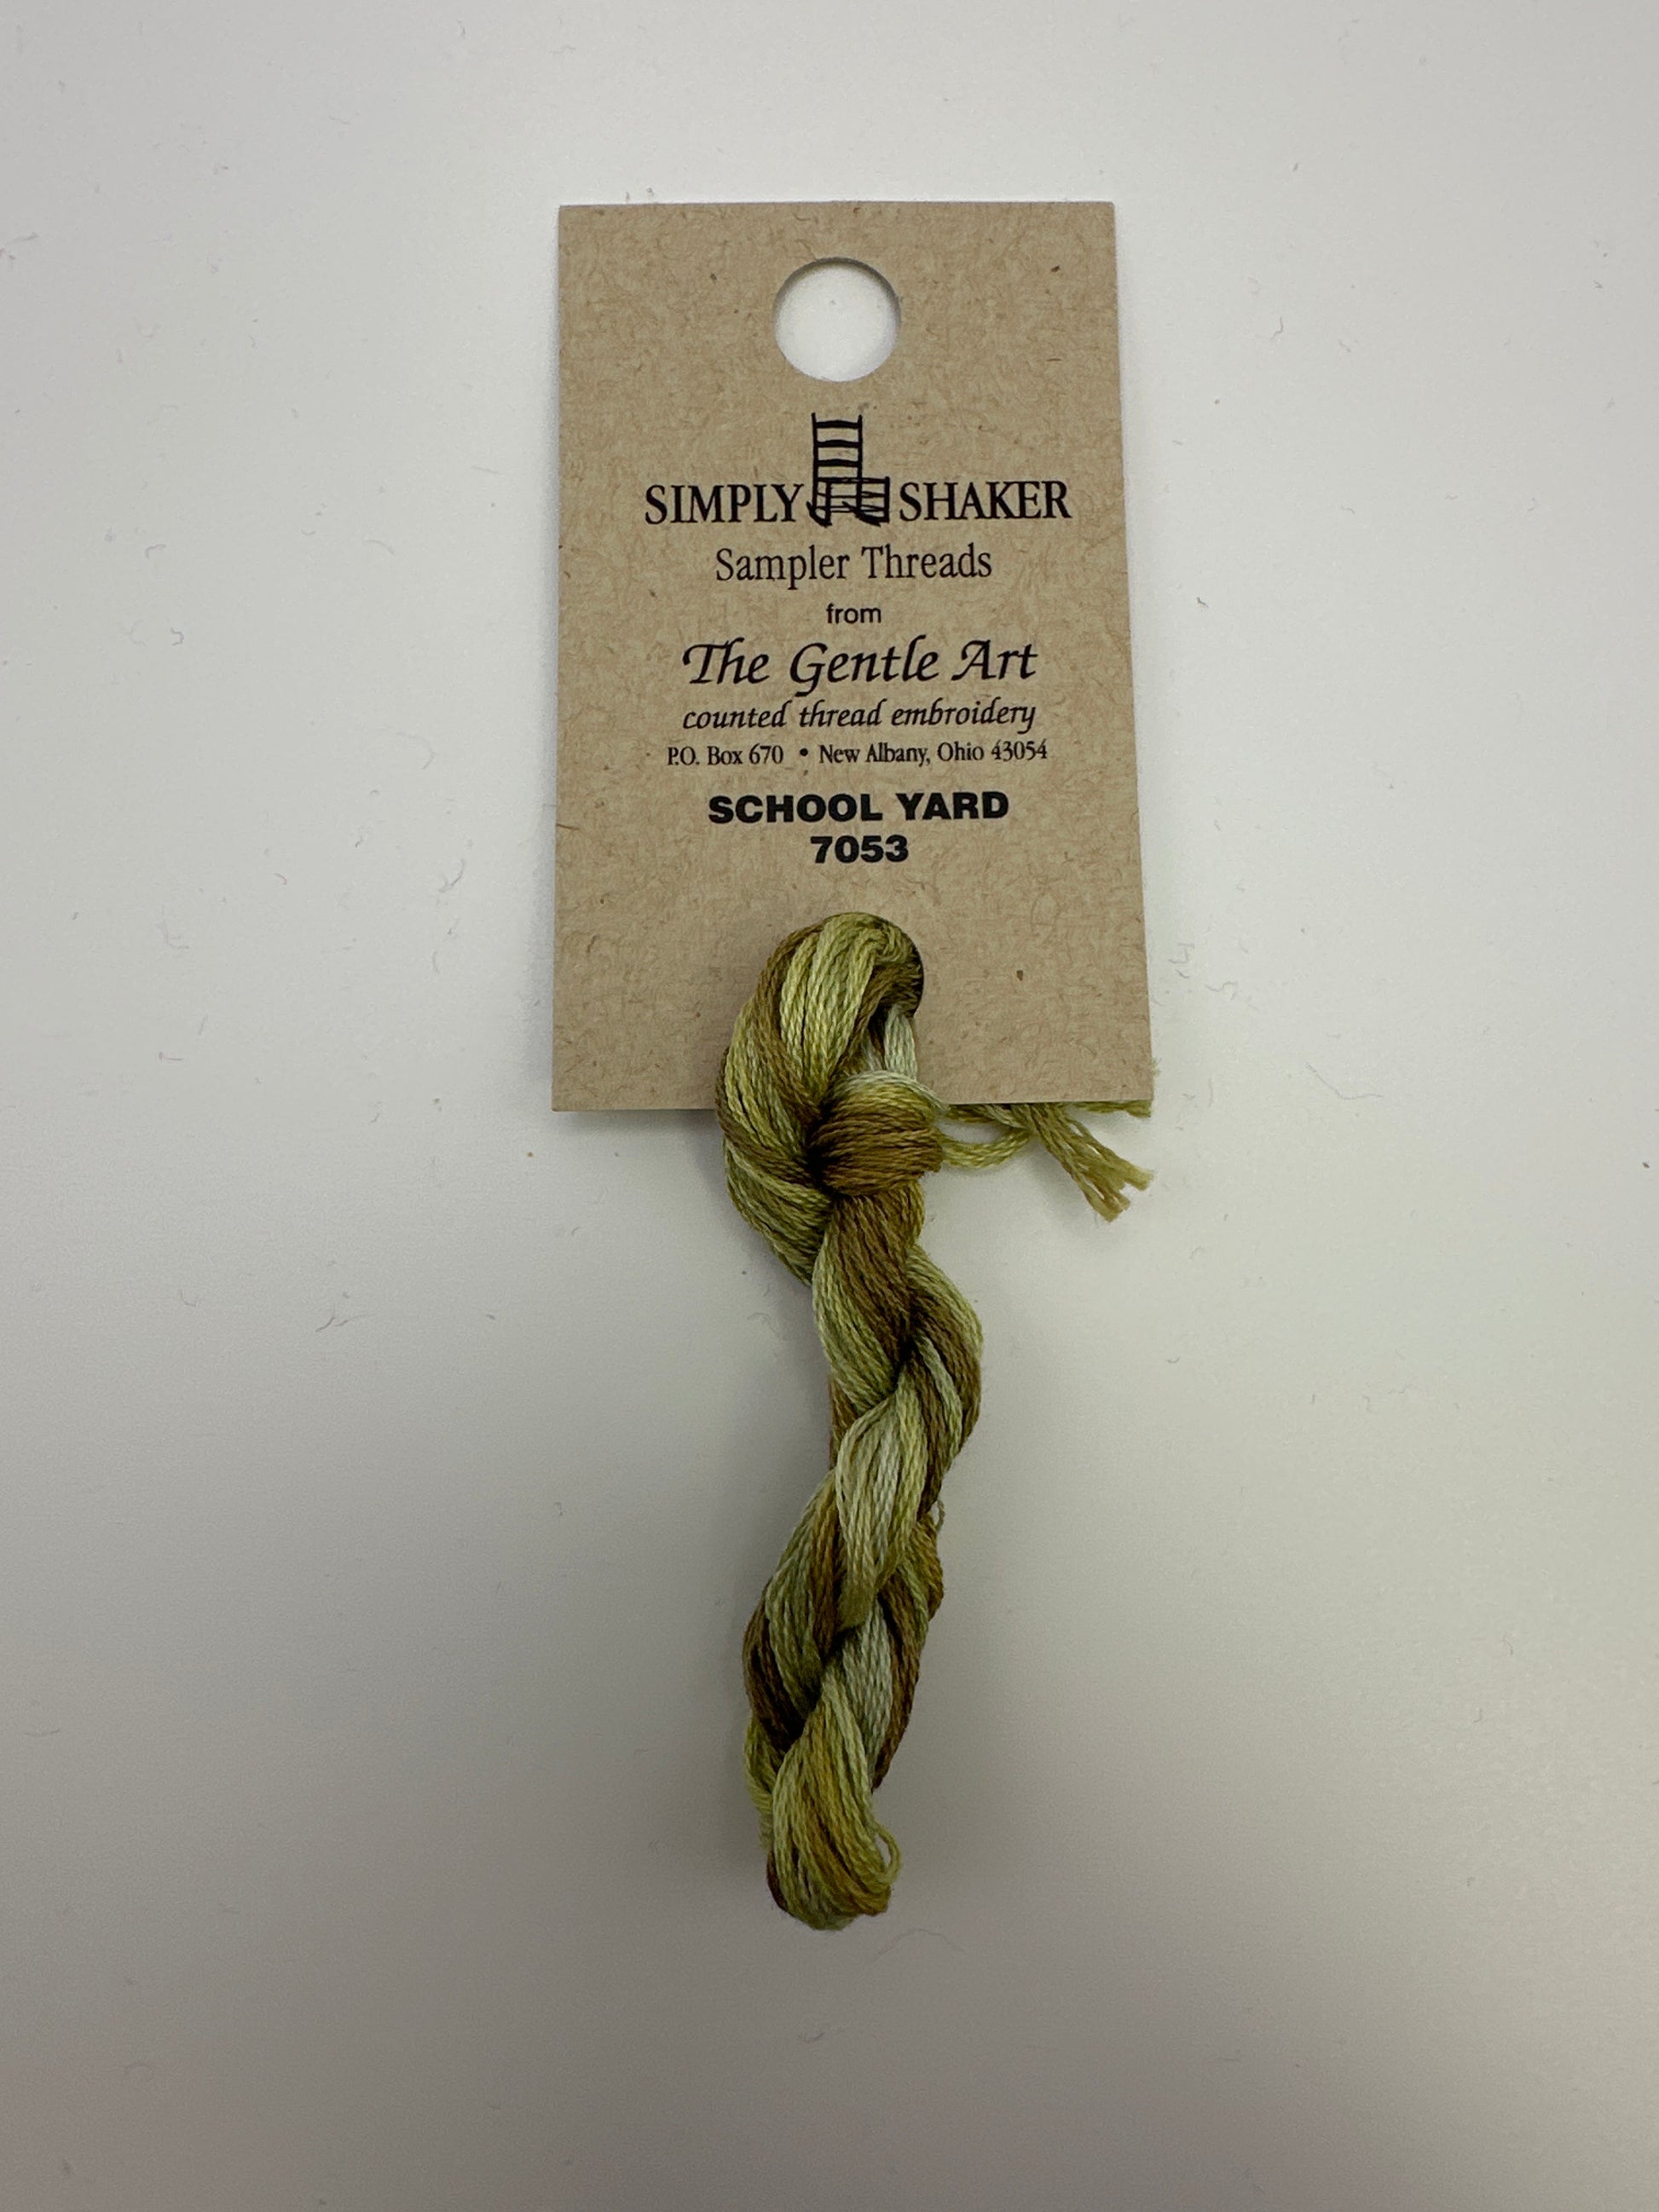 SIMPLY SHAKER
Sampler Threads
from
The Gentle Art
counted thread embroidery
P.O. Box 670 • New Albany, Ohio 43054
SCHOOL YARD
7053